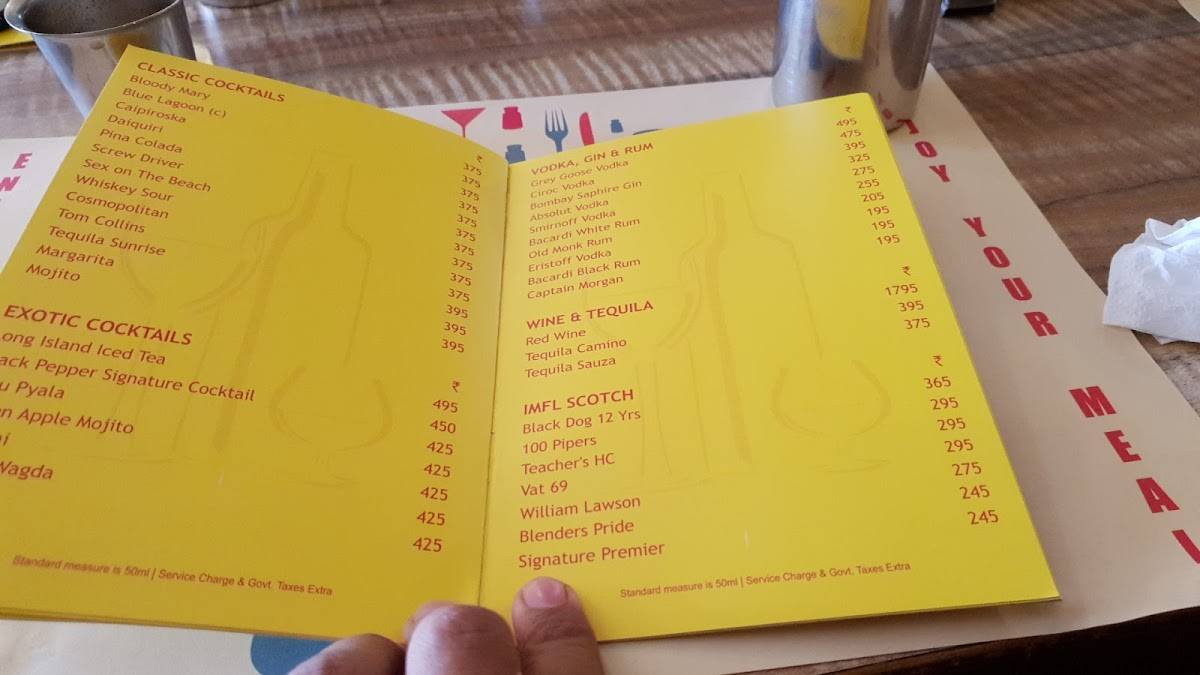 CLASSIC COCKTAILS ₹
Bloody Mary 375
Blue Lagoon (c) 375
Caipiroska 375
Daiquiri 375
Pina Colada 375
Screw Driver 375
Sex on The Beach 375
Whiskey Sour 375
Cosmopolitan 375
Tom Collins 375
Tequila Sunrise 395
Margarita 395
Mojito 395
EXOTIC COCKTAILS ₹
Long Island Iced Tea 495
Pepper Signature Cocktail 450
Pyala 425
Apple Mojito 425
425
Wagda 425
425
Standard measure is 50ml | Service Charge & Govt. Taxes Extra
VODKA, GIN & RUM ₹
Grey Goose Vodka 495
Ciroc Vodka 475
Bombay Saphire Gin 395
Absolut Vodka 325
Smirnoff Vodka 275
Bacardi White Rum 255
Old Monk Rum 205
Eristoff Vodka 195
Bacardi Black Rum 195
Captain Morgan 195
WINE & TEQUILA ₹
Red Wine 1795
Tequila Camino 395
Tequila Sauza 375
IMFL SCOTCH ₹
Black Dog 12 Yrs 365
100 Pipers 295
Teacher's HC 295
Vat 69 295
William Lawson 275
Blenders Pride 245
Signature Premier 245
Standard measure is 50ml | Service Charge & Govt. Taxes Extra
YOUR MEAL